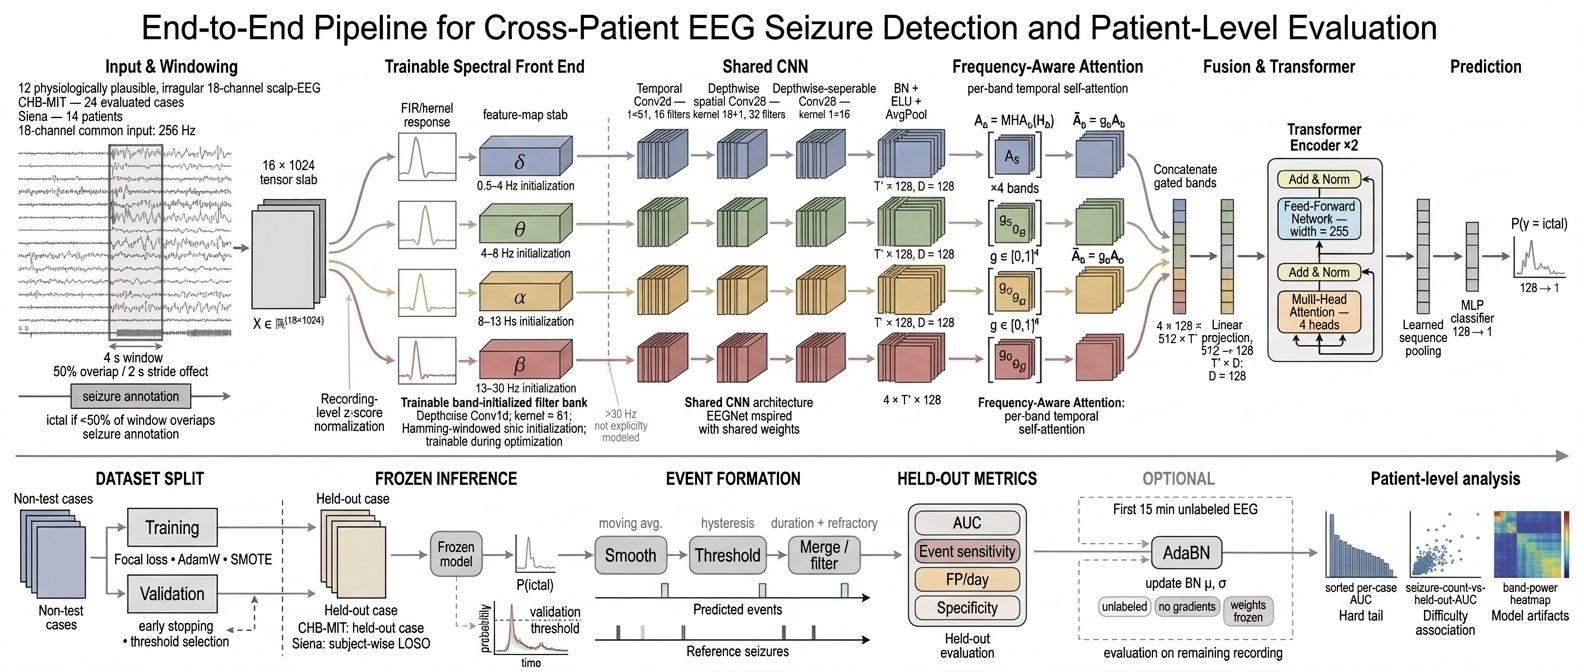 End-to-End Pipeline for Cross-Patient EEG Seizure Detection and Patient-Level Evaluation
Input & Windowing
12 physiologically plausible, irregular 18-channel scalp-EEG
CHB-MIT — 24 evaluated cases
Siena — 14 patients
18-channel common input: 256 Hz
16 × 1024
tensor slab
X ∈ ℝ(18×1024)
4 s window
50% overlap / 2 s stride offect
seizure annotation
ictal if <50% of window overlaps
seizure annotation
Recording-
level z-score
normalization
Trainable Spectral Front End
FIR/hernel
response
feature-map stab
δ
0.5–4 Hz initialization
θ
4–8 Hz initialization
α
8–13 Hs initialization
β
13–30 Hz initialization
Trainable band-initialized filter bank
Depthciise Conv1d; kernek = 61;
Hamming-windowed snic initialization;
trainable during optimization
>30 Hz
not explicilty
modeled
Shared CNN
Temporal
Conv2d —
1<51, 16 filters
Depthwise
spatial Conv28 —
kernek 18+1, 32 filters
Depthwise-seperable
Conv28 —
kernek 1=16
BN +
ELU +
AvgPool
T' × 128, D = 128
T' × 128, D = 128
T' × 128, D = 128
4 × T' × 128
Shared CNN architecture
EEGNet mspired
with shared weights
Frequency-Aware Attention
per-band temporal self-attention
×4 bands
g ∈ [0,1]⁴
g ∈ [0,1]⁴
Frequency-Aware Attention:
per-band temporal
self-attention
Fusion & Transformer
Concatenate
gated bands
512 × T'
Linear
projection,
512 → 128
T' × D;
D = 128
Transformer
Encoder ×2
Add & Norm
Feed-Forward
Network —
width = 255
Add & Norm
Mulll-Head
Attention —
4 heads
Prediction
Learned
sequence
pooling
MLP
classifier
128 → 1
P(y = ictal)
128 → 1
DATASET SPLIT
Non-test cases
Training
Focal loss • AdamW • SMOTE
Validation
Non-test
cases
early stopping
• threshold selection
FROZEN INFERENCE
Held-out case
Held-out case
CHB-MIT: held-out case
Siena: subject-wise LOSO
Frozen
model
P(ictal)
probebility
validation
threshold
timo
EVENT FORMATION
moving avg.
Smooth
hysteresis
Threshold
duration + refractory
Merge /
filter
Predicted events
Reference seizures
HELD-OUT METRICS
AUC
Event sensitivity
FP/day
Specificity
Held-out
evaluation
OPTIONAL
First 15 min unlabeled EEG
AdaBN
update BN μ, σ
unlabeled
no gradients
weights
frozen
evaluation on remaining recording
Patient-level analysis
sorted per-case
AUC
Hard tail
seizure-count-vs-
held-out-AUC
Difficulty
association
band-power
heatmap
Model artifacts